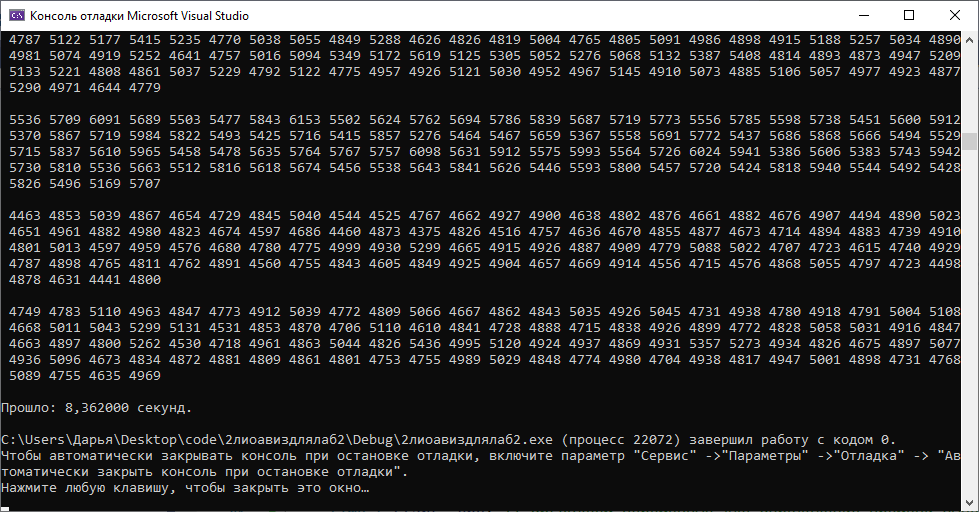 Консоль отладки Microsoft Visual Studio
4787 5122 5177 5415 5235 4770 5038 5055 4849 5288 4626 4826 4819 5004 4765 4805 5091 4986 4898 4915 5188 5257 5034 4890
4981 5074 4919 5252 4641 4757 5016 5094 5349 5172 5619 5125 5305 5052 5276 5068 5132 5387 5408 4814 4893 4873 4947 5209
5133 5221 4808 4861 5037 5229 4792 5122 4775 4957 4926 5121 5030 4952 4967 5145 4910 5073 4885 5106 5057 4977 4923 4877
5290 4971 4644 4779
5536 5709 6091 5689 5503 5477 5843 6153 5502 5624 5762 5694 5786 5839 5687 5719 5773 5556 5785 5598 5738 5451 5600 5912
5370 5867 5719 5984 5822 5493 5425 5716 5415 5857 5276 5464 5467 5659 5367 5558 5691 5772 5437 5686 5868 5666 5494 5529
5715 5837 5610 5965 5458 5478 5635 5764 5767 5757 6098 5631 5912 5575 5993 5564 5726 6024 5941 5386 5606 5383 5743 5942
5730 5810 5536 5663 5512 5816 5618 5674 5456 5538 5643 5841 5626 5446 5593 5800 5457 5720 5424 5818 5940 5544 5492 5428
5826 5496 5169 5707
4463 4853 5039 4867 4654 4729 4845 5040 4544 4525 4767 4662 4927 4900 4638 4802 4876 4661 4882 4676 4907 4494 4890 5023
4651 4961 4882 4980 4823 4674 4597 4686 4460 4873 4375 4826 4516 4757 4636 4670 4855 4877 4673 4714 4894 4883 4739 4910
4801 5013 4597 4959 4576 4680 4780 4775 4999 4930 5299 4665 4915 4926 4887 4909 4779 5088 5022 4707 4723 4615 4740 4929
4787 4898 4765 4811 4762 4891 4560 4755 4843 4605 4849 4925 4904 4657 4669 4914 4556 4715 4576 4868 5055 4797 4723 4498
4878 4631 4441 4800
4749 4783 5110 4963 4847 4773 4912 5039 4772 4809 5066 4667 4862 4843 5035 4926 5045 4731 4938 4780 4918 4791 5004 5108
4668 5011 5043 5299 5131 4531 4853 4870 4706 5110 4610 4841 4728 4888 4715 4838 4926 4899 4772 4828 5058 5031 4916 4847
4663 4897 4800 5262 4530 4718 4961 4863 5044 4826 5436 4995 5120 4924 4937 4869 4931 5357 5273 4934 4826 4675 4897 5077
4936 5096 4673 4834 4872 4881 4809 4861 4801 4753 4755 4989 5029 4848 4774 4980 4704 4938 4817 4947 5001 4898 4731 4768
5089 4755 4635 4969
Прошло: 8,362000 секунд.
C:\Users\Дарья\Desktop\code\2лиоавиздлялаб2\Debug\2лиоавиздлялаб2.exe (процесс 22072) завершил работу с кодом 0.
Чтобы автоматически закрывать консоль при остановке отладки, включите параметр "Сервис" ->"Параметры" ->"Отладка" -> "Ав
томатически закрыть консоль при остановке отладки".
Нажмите любую клавишу, чтобы закрыть это окно…